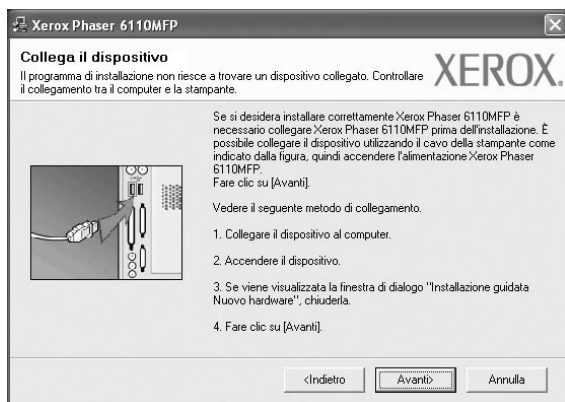 Xerox Phaser 6110MFP
Collega il dispositivo
Il programma di installazione non riesce a trovare un dispositivo collegato. Controllare
il collegamento tra il computer e la stampante.
XEROX.
Se si desidera installare correttamente Xerox Phaser 6110MFP è
necessario collegare Xerox Phaser 6110MFP prima dell'installazione. È
possibile collegare il dispositivo utilizzando il cavo della stampante come
indicato dalla figura, quindi accendere l'alimentazione Xerox Phaser
6110MFP.
Fare clic su [Avanti].
Vedere il seguente metodo di collegamento.
1. Collegare il dispositivo al computer.
2. Accendere il dispositivo.
3. Se viene visualizzata la finestra di dialogo "Installazione guidata
Nuovo hardware", chiuderla.
4. Fare clic su [Avanti].
<Indietro
Avanti>
Annulla